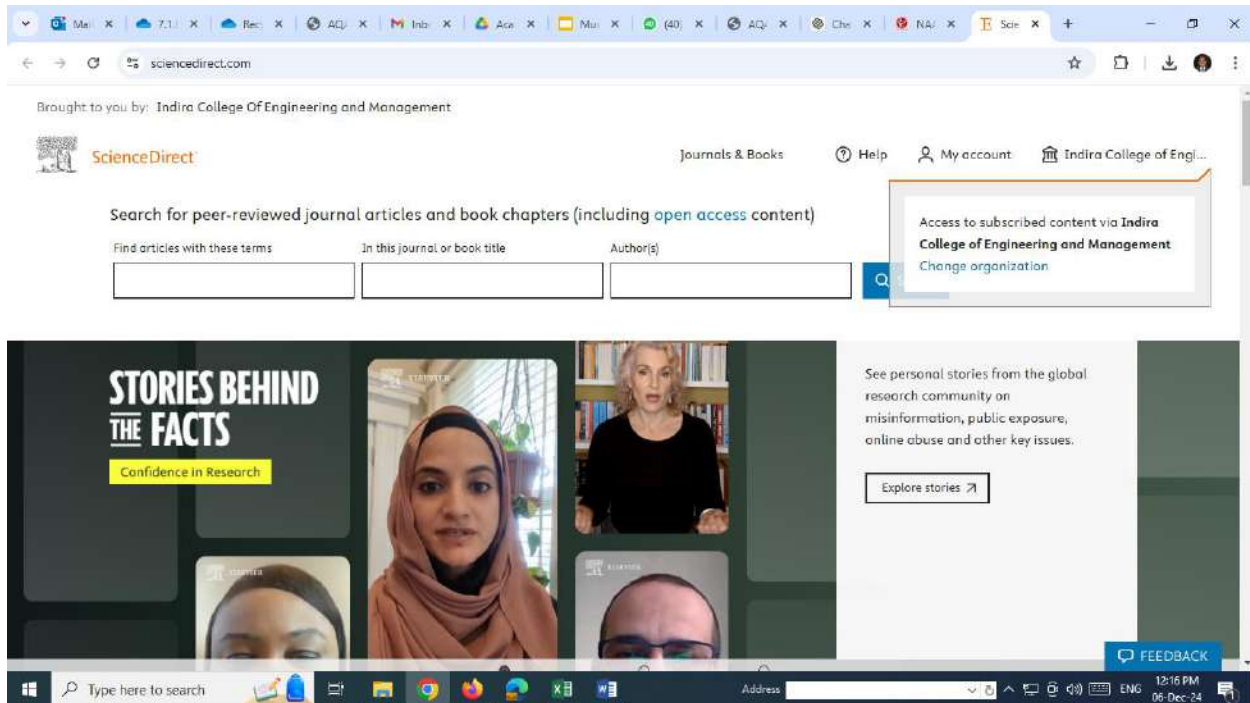 Mai
7.1.
Rec
AQ
Inb
Aca
Mu
(40)
AQ
Che
NA
Scie
sciencedirect.com
Brought to you by: Indira College Of Engineering and Management
ScienceDirect
Journals & Books
Help
My account
Indira College of Engi...
Search for peer-reviewed journal articles and book chapters (including open access content)
Find articles with these terms
In this journal or book title
Author(s)
Access to subscribed content via Indira
College of Engineering and Management
Change organization
STORIES BEHIND
THE FACTS
Confidence in Research
ELSEVIER
ELSEVIER
ELSEVIER
See personal stories from the global
research community on
misinformation, public exposure,
online abuse and other key issues.
Explore stories
FEEDBACK
Type here to search
Address
ENG
12:16 PM
06-Dec-24